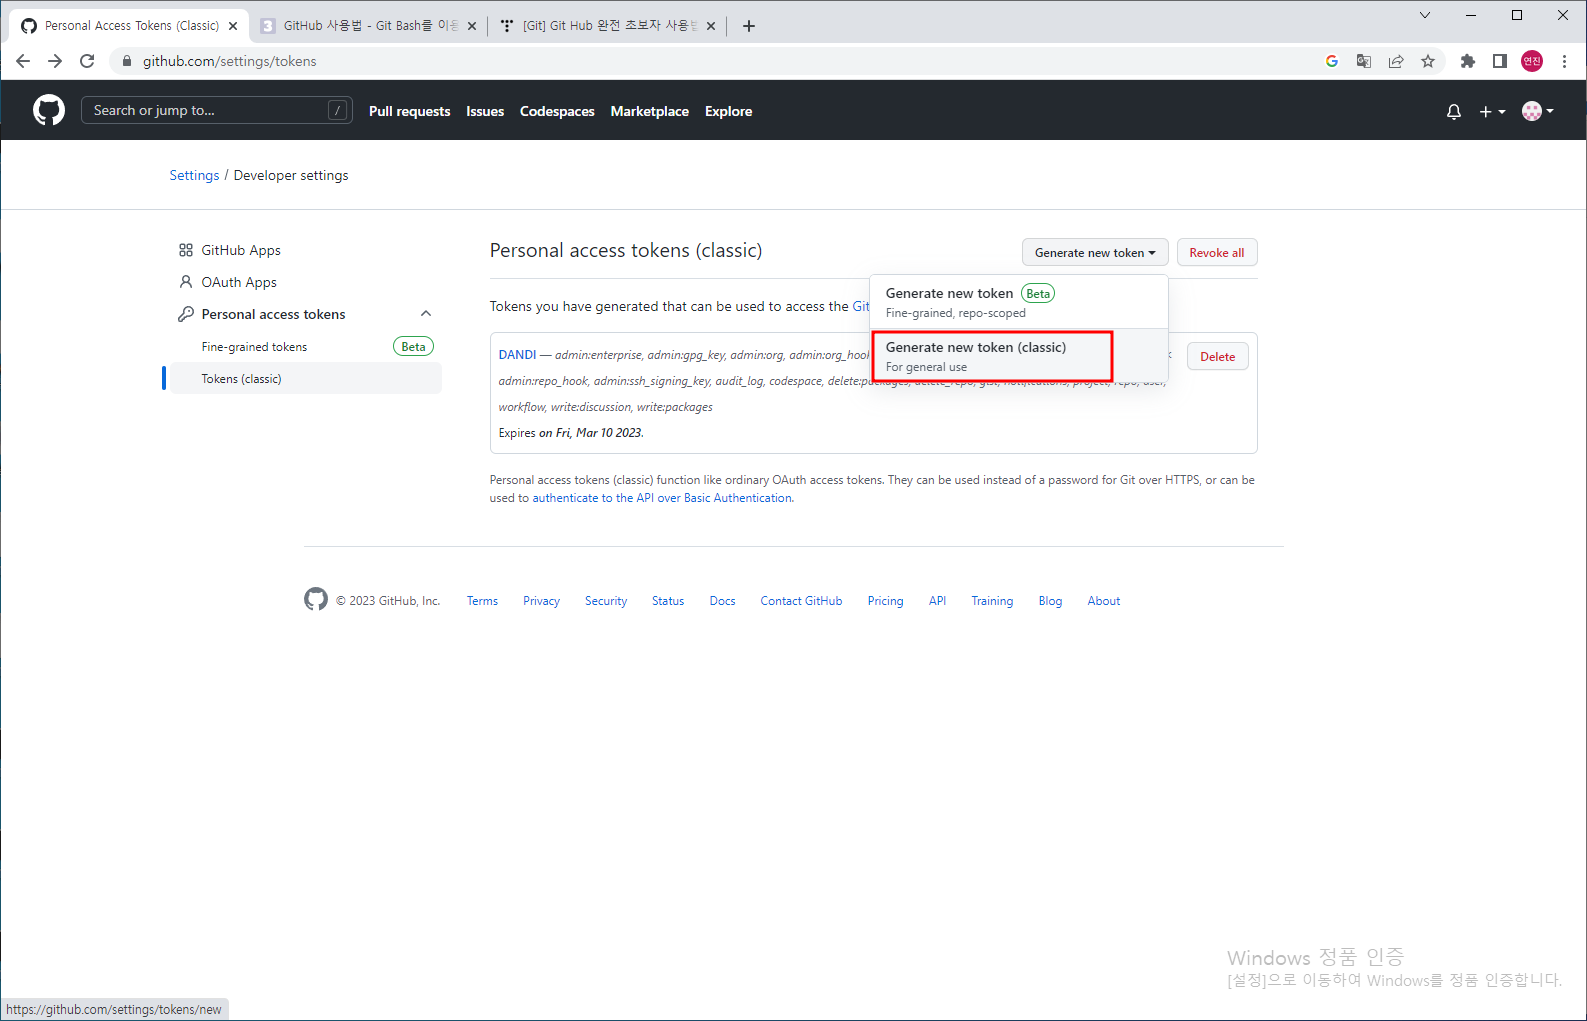 Personal Access Tokens (Classic)
GitHub 사용법 - Git Bash를 이용
[Git] Git Hub 완전 초보자 사용법
github.com/settings/tokens
연진
Search or jump to...
/
Pull requests
Issues
Codespaces
Marketplace
Explore
Settings / Developer settings
GitHub Apps
OAuth Apps
Personal access tokens
Fine-grained tokens
Beta
Tokens (classic)
Personal access tokens (classic)
Generate new token
Revoke all
Tokens you have generated that can be used to access the Git
Generate new token Beta
Fine-grained, repo-scoped
Generate new token (classic)
For general use
DANDI — admin:enterprise, admin:gpg_key, admin:org, admin:org_hook
Delete
admin:repo_hook, admin:ssh_signing_key, audit_log, codespace, delete:packages, delete_repo, gist, notifications, project, repo, user,
workflow, write:discussion, write:packages
Expires on Fri, Mar 10 2023.
Personal access tokens (classic) function like ordinary OAuth access tokens. They can be used instead of a password for Git over HTTPS, or can be
used to authenticate to the API over Basic Authentication.
© 2023 GitHub, Inc.
Terms
Privacy
Security
Status
Docs
Contact GitHub
Pricing
API
Training
Blog
About
Windows 정품 인증
[설정]으로 이동하여 Windows를 정품 인증합니다.
https://github.com/settings/tokens/new